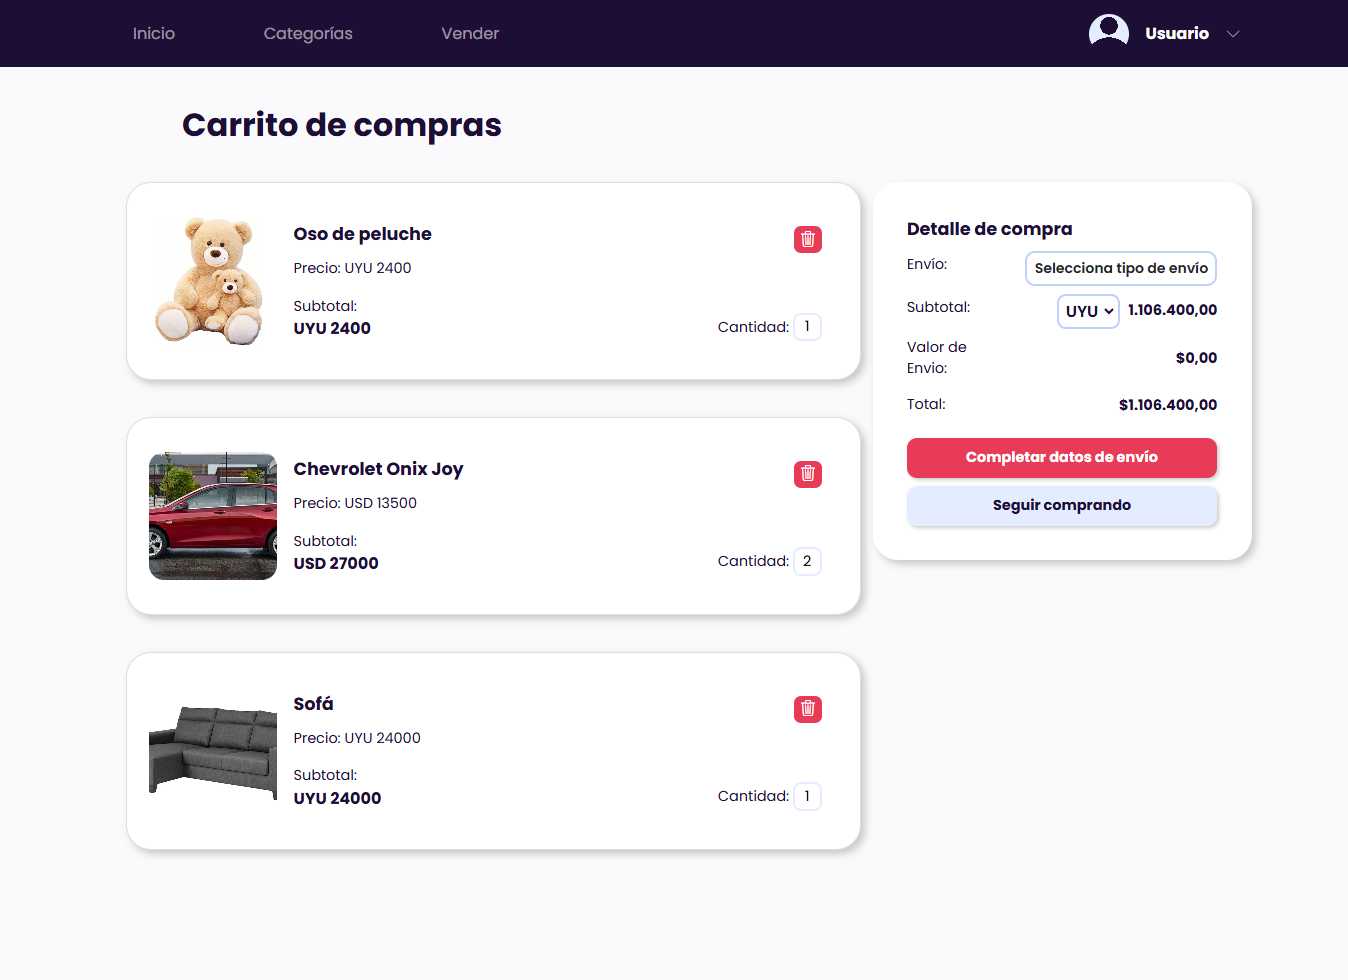 Inicio
Categorías
Vender
Usuario
Carrito de compras
Oso de peluche
Precio: UYU 2400
Subtotal:
UYU 2400
Cantidad: 1
Chevrolet Onix Joy
Precio: USD 13500
Subtotal:
USD 27000
Cantidad: 2
Sofá
Precio: UYU 24000
Subtotal:
UYU 24000
Cantidad: 1
Detalle de compra
Envío: Selecciona tipo de envío
Subtotal: UYU 1.106.400,00
Valor de
Envio: $0,00
Total: $1.106.400,00
Completar datos de envío
Seguir comprando